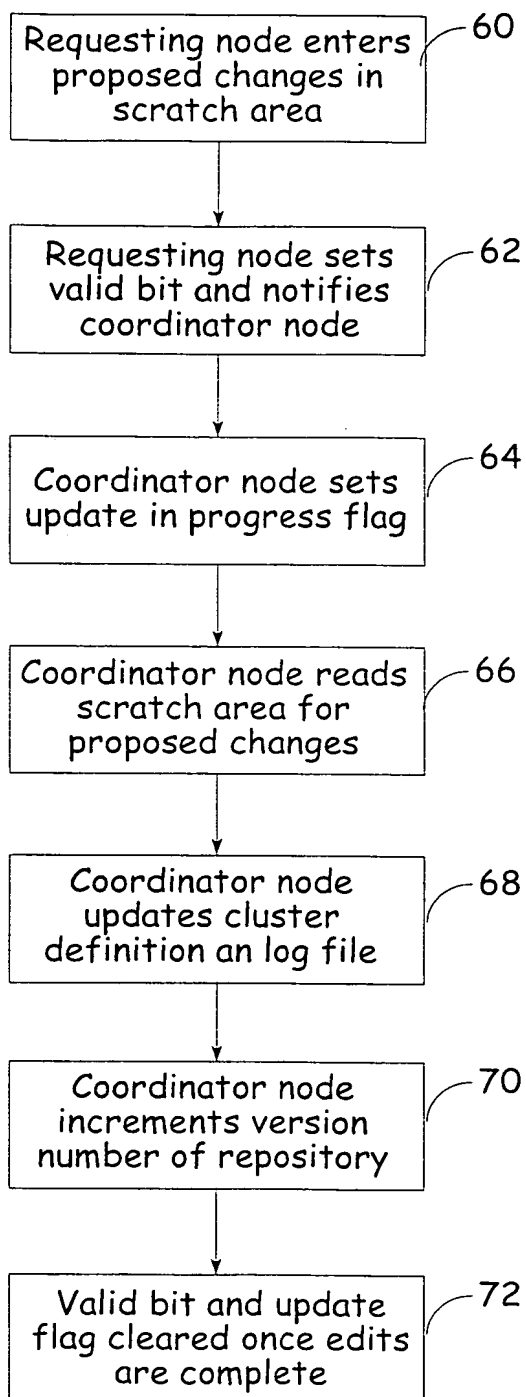 Requesting node enters
proposed changes in
scratch area
60
Requesting node sets
valid bit and notifies
coordinator node
62
Coordinator node sets
update in progress flag
64
Coordinator node reads
scratch area for
proposed changes
66
Coordinator node
updates cluster
definition an log file
68
Coordinator node
increments version
number of repository
70
Valid bit and update
flag cleared once edits
are complete
72